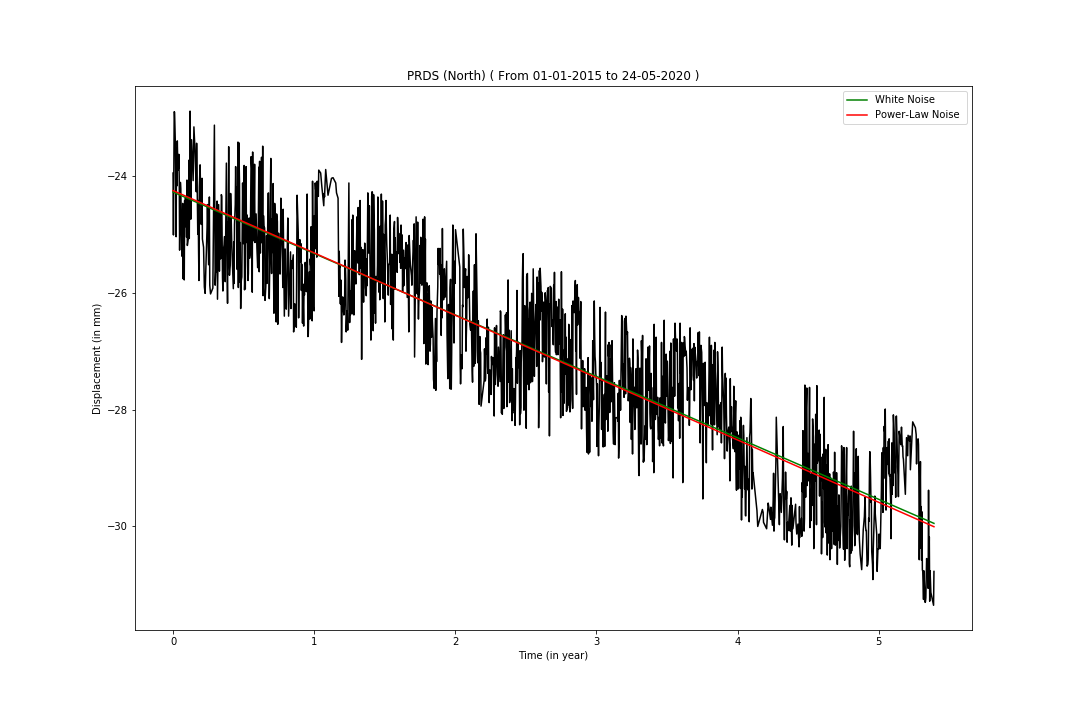 PRDS (North) ( From 01-01-2015 to 24-05-2020 )
White Noise
Power-Law Noise
Displacement (in mm)
−24
−26
−28
−30
0 1 2 3 4 5
Time (in year)